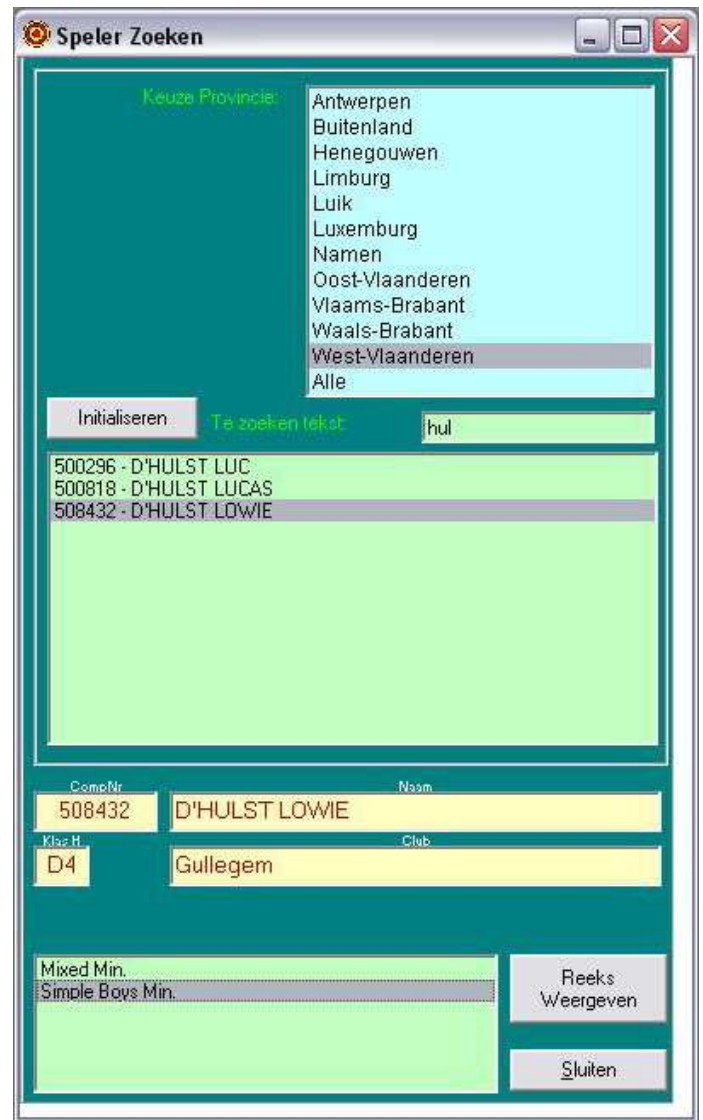 Speler Zoeken
Keuze Provincie:
Antwerpen
Buitenland
Henegouwen
Limburg
Luik
Luxemburg
Namen
Oost-Vlaanderen
Vlaams-Brabant
Waals-Brabant
West-Vlaanderen
Alle
Initialiseren
Te zoeken tekst:
hul
500296 - D'HULST LUC
500818 - D'HULST LUCAS
508432 - D'HULST LOWIE
CompNr
Naam
508432
D'HULST LOWIE
Klas H
Club
D4
Gullegem
Mixed Min.
Simple Boys Min.
Reeks
Weergeven
Sluiten